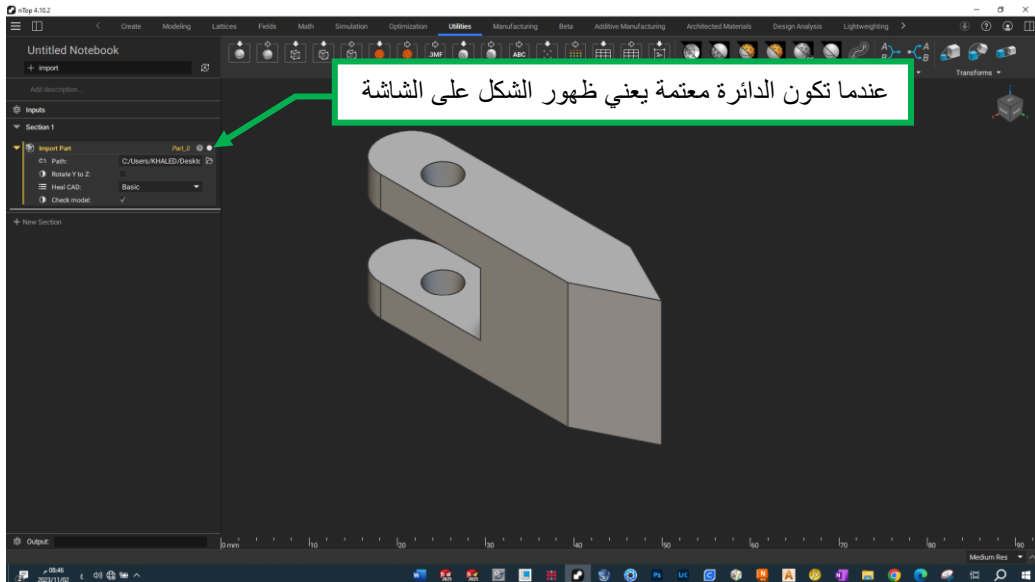 nTop 4.10.2
Create Modeling Lattices Fields Math Simulation Optimization Utilities Manufacturing Beta Additive Manufacturing Architected Materials Design Analysis Lightweighting
Untitled Notebook
+ import
3MF ABC A B A B
Transforms
عندما تكون الدائرة معتمة يعني ظهور الشكل على الشاشة
Add description...
Inputs
Section 1
Import Part Part_0
Path: C:/Users/KHALED/Deskto
Rotate Y to Z:
Heal CAD: Basic
Check model:
+ New Section
Output:
0 mm 10 20 30 40 50 60 70 80 90
Medium Res
08:46 م
2023/11/02
ع